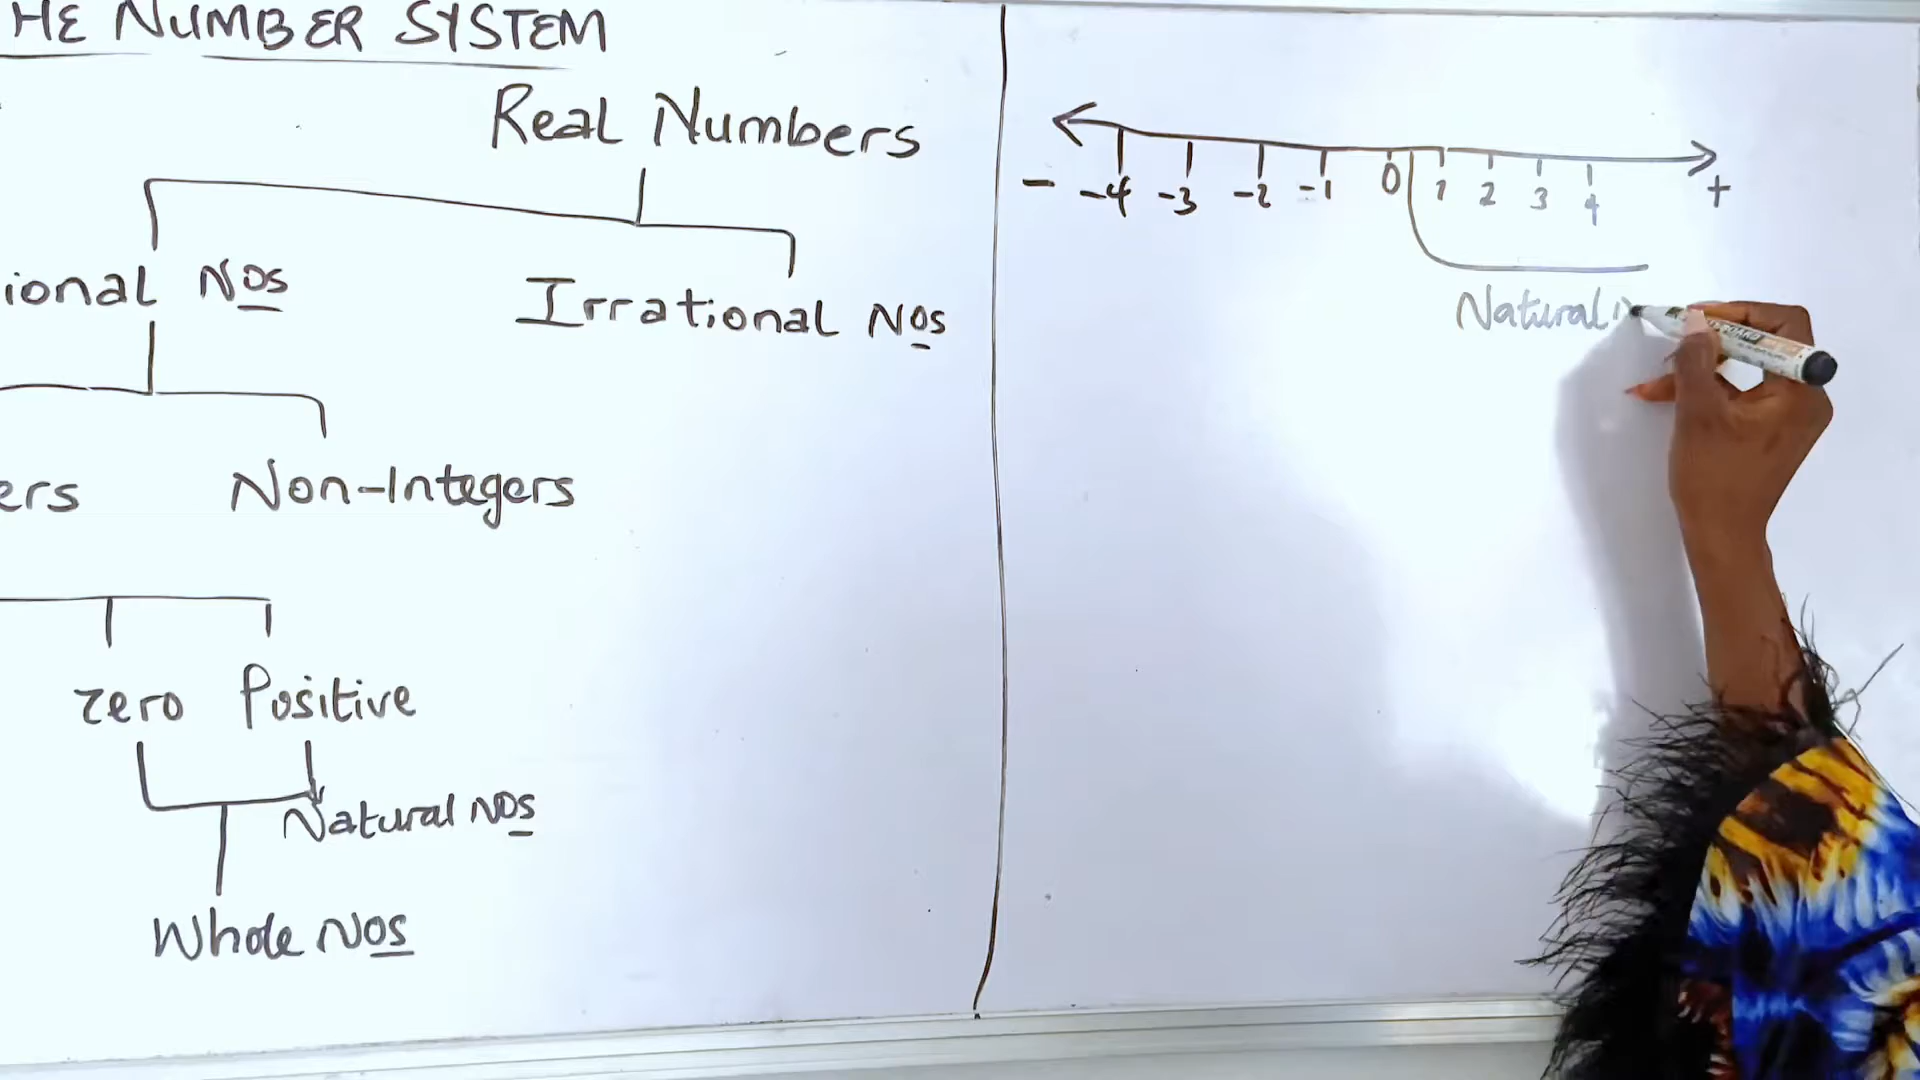 HE NUMBER SYSTEM
Real Numbers
ional Nos
Irrational Nos
ers
Non-Integers
zero Positive
Natural Nos
Whole Nos
- -4 -3 -2 -1 0 1 2 3 4 +
Natural